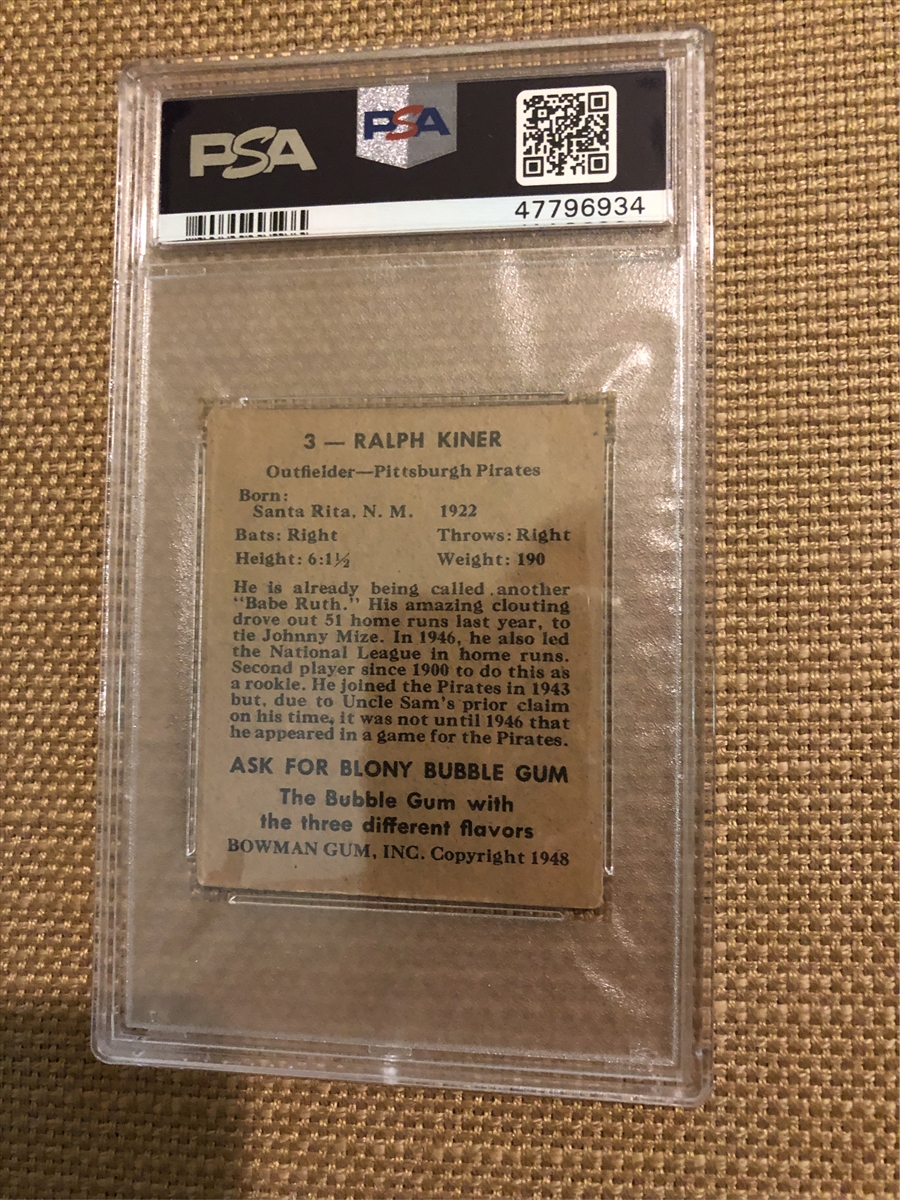 PSA
PSA
47796934
3 — RALPH KINER
Outfielder—Pittsburgh Pirates
Born:
Santa Rita, N. M. 1922
Bats: Right Throws: Right
Height: 6:1½ Weight: 190
He is already being called another
"Babe Ruth." His amazing clouting
drove out 51 home runs last year, to
tie Johnny Mize. In 1946, he also led
the National League in home runs.
Second player since 1900 to do this as
a rookie. He joined the Pirates in 1943
but, due to Uncle Sam's prior claim
on his time, it was not until 1946 that
he appeared in a game for the Pirates.
ASK FOR BLONY BUBBLE GUM
The Bubble Gum with
the three different flavors
BOWMAN GUM, INC. Copyright 1948